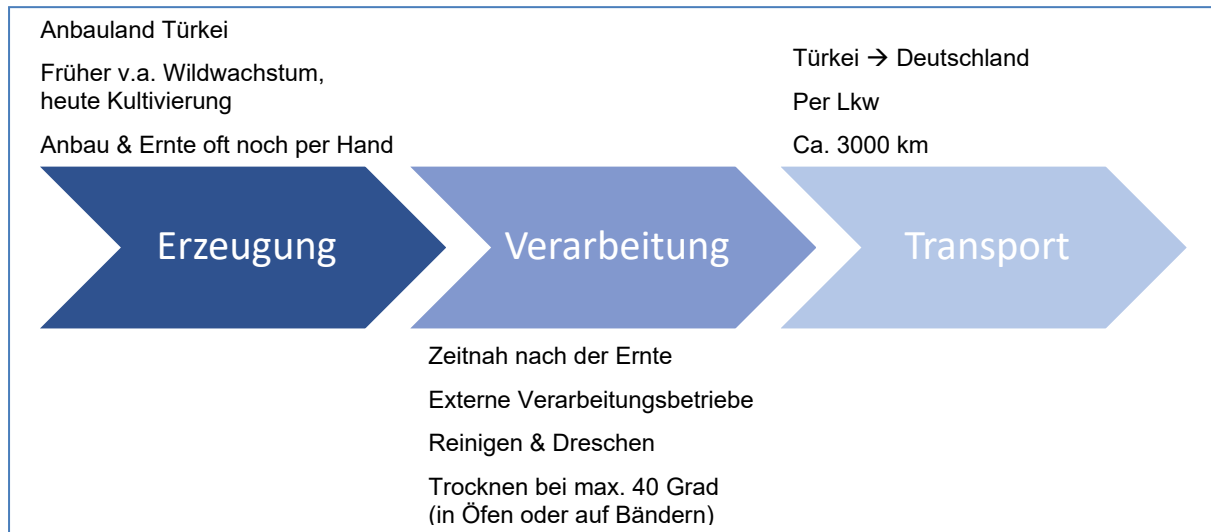 Anbauland Türkei
Früher v.a. Wildwachstum,
heute Kultivierung
Anbau & Ernte oft noch per Hand
Türkei → Deutschland
Per Lkw
Ca. 3000 km
Erzeugung
Verarbeitung
Transport
Zeitnah nach der Ernte
Externe Verarbeitungsbetriebe
Reinigen & Dreschen
Trocknen bei max. 40 Grad
(in Öfen oder auf Bändern)